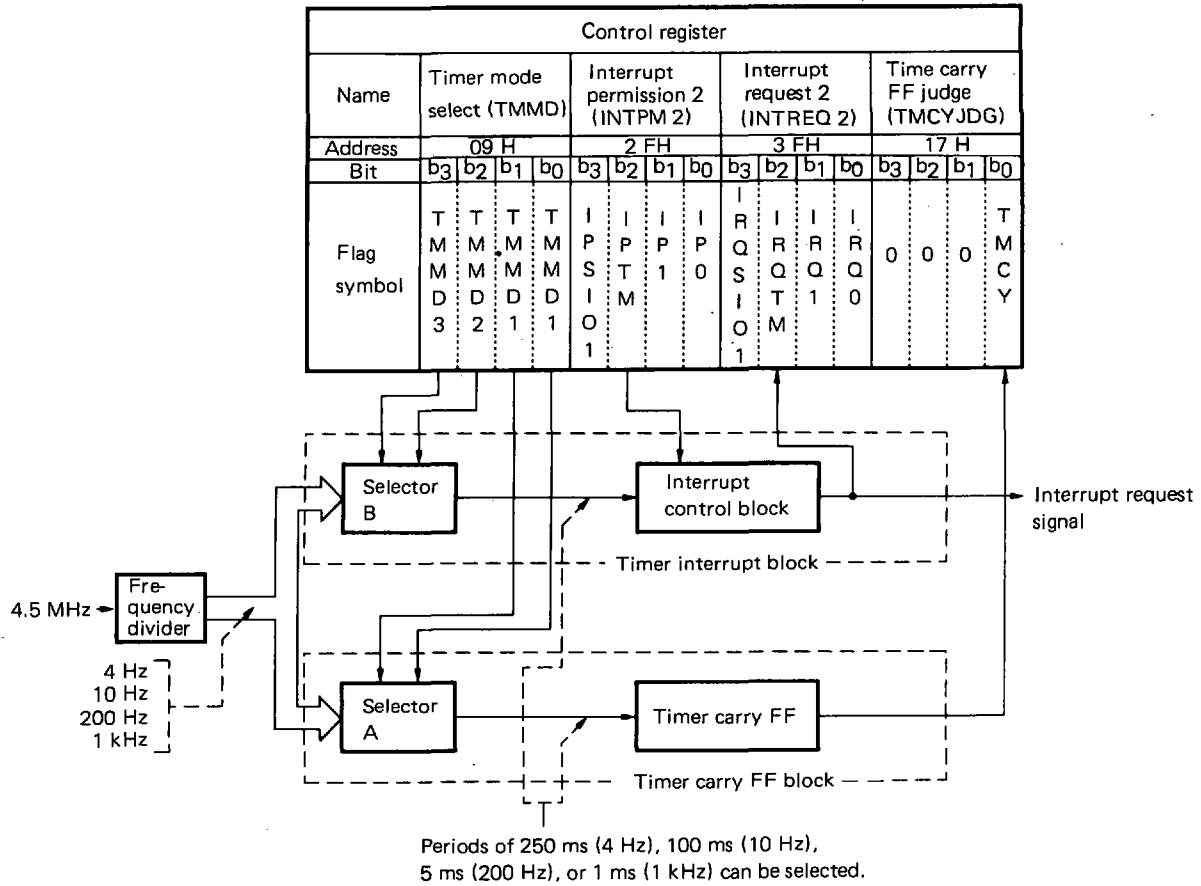 Control register
Name
Timer mode
select (TMMD)
Interrupt
permission 2
(INTPM 2)
Interrupt
request 2
(INTREQ 2)
Time carry
FF judge
(TMCYJDG)
Address 09 H 2 FH 3 FH 17 H
Bit b3 b2 b1 b0 b3 b2 b1 b0 b3 b2 b1 b0 b3 b2 b1 b0
Flag
symbol
TMMD3
TMMD2
TMMD1
TMMD1
IPSIO1
IPTM
IP1
IP0
IRQSIO1
IRQTM
IRQ1
IRQ0
0
0
0
TMCY
Selector
B
Interrupt
control block
Interrupt request
signal
Timer interrupt block
4.5 MHz
Fre-
quency
divider
4 Hz
10 Hz
200 Hz
1 kHz
Selector
A
Timer carry FF
Timer carry FF block
Periods of 250 ms (4 Hz), 100 ms (10 Hz),
5 ms (200 Hz), or 1 ms (1 kHz) can be selected.